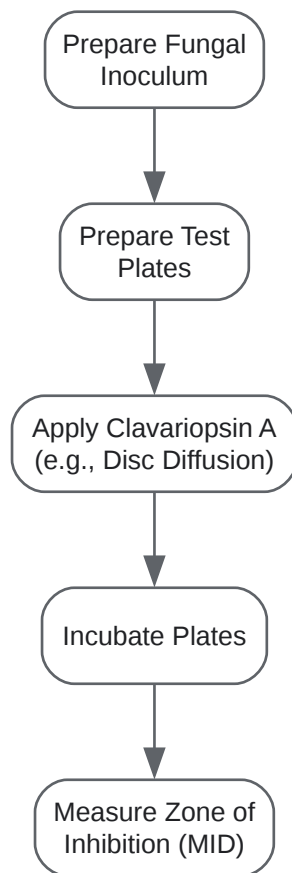 Prepare Fungal
Inoculum
Prepare Test
Plates
Apply Clavariopsin A
(e.g., Disc Diffusion)
Incubate Plates
Measure Zone of
Inhibition (MID)